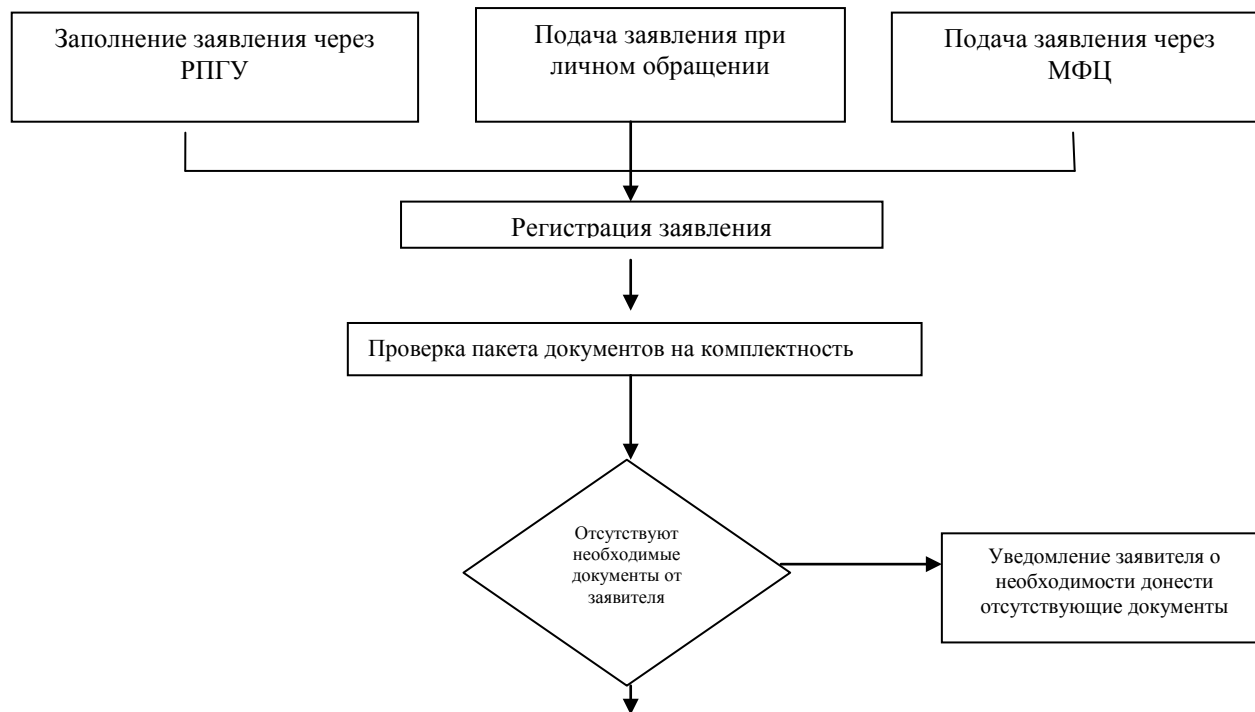 Заполнение заявления через
РПГУ
Подача заявления при
личном обращении
Подача заявления через
МФЦ
Регистрация заявления
Проверка пакета документов на комплектность
Отсутствуют
необходимые
документы от
заявителя
Уведомление заявителя о
необходимости донести
отсутствующие документы